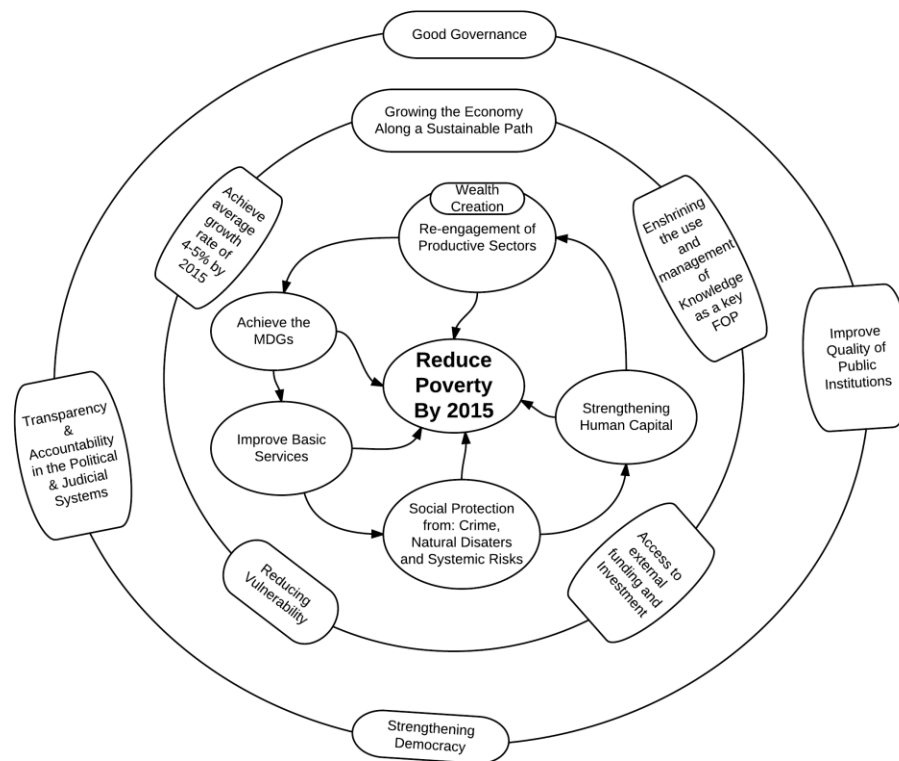 Good Governance
Growing the Economy
Along a Sustainable Path
Achieve
average
growth
rate of
4-5% by
2015
Wealth
Creation
Re-engagement of
Productive Sectors
Enshrining
the use
and
management
of
Knowledge
as a key
FOP
Achieve the
MDGs
Reduce
Poverty
By 2015
Improve
Quality of
Public
Institutions
Transparency
&
Accountability
in the Political
& Judicial
Systems
Improve Basic
Services
Strengthening
Human Capital
Social Protection
from: Crime,
Natural Disaters
and Systemic Risks
Reducing
Vulnerability
Access to
external
funding and
Investment
Strengthening
Democracy